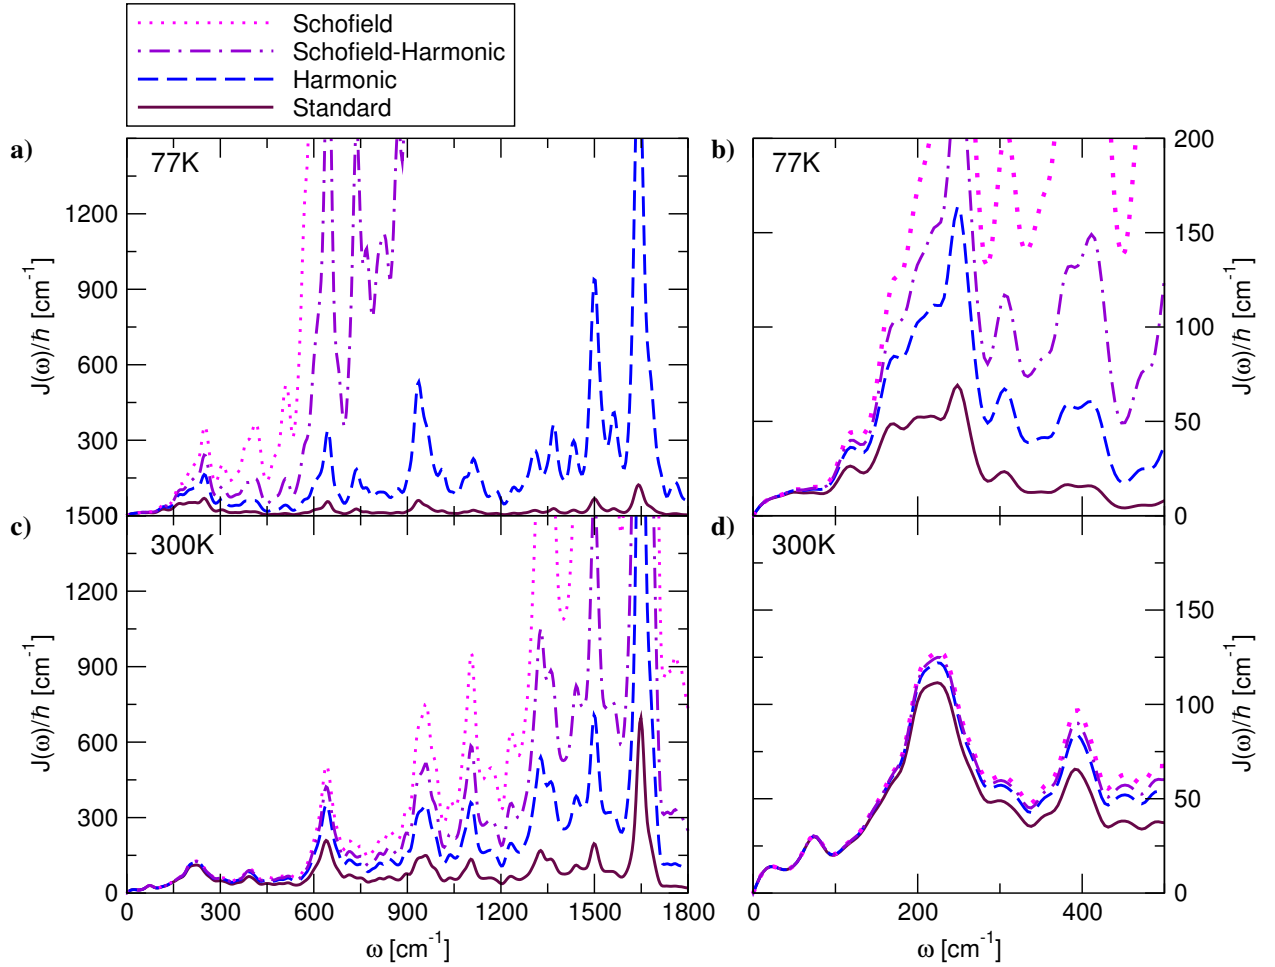 Schofield
Schofield-Harmonic
Harmonic
Standard
a)
77K
1200
900
600
300
1500
J(ω)/ħ [cm⁻¹]
b)
77K
200
150
100
50
0
J(ω)/ħ [cm⁻¹]
c)
300K
1200
900
600
300
0
J(ω)/ħ [cm⁻¹]
0 300 600 900 1200 1500 1800
ω [cm⁻¹]
d)
300K
150
100
50
0
J(ω)/ħ [cm⁻¹]
0 200 400
ω [cm⁻¹]